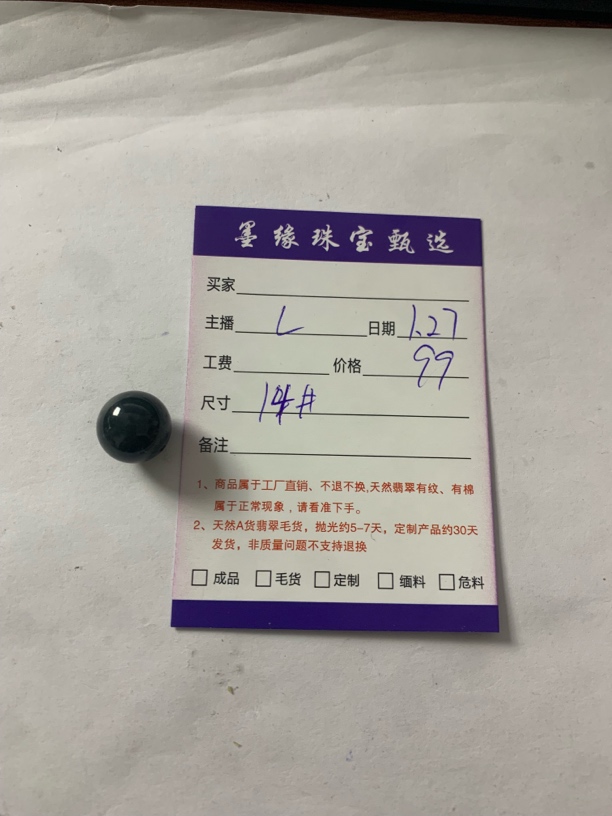 墨缘珠宝甄选
买家
主播 L 日期 1.27
工费 价格 99
尺寸 14#
备注
1、商品属于工厂直销、不退不换,天然翡翠有纹、有棉
属于正常现象，请看准下手。
2、天然A货翡翠毛货，抛光约5-7天，定制产品约30天
发货，非质量问题不支持退换
成品 毛货 定制 缅料 危料